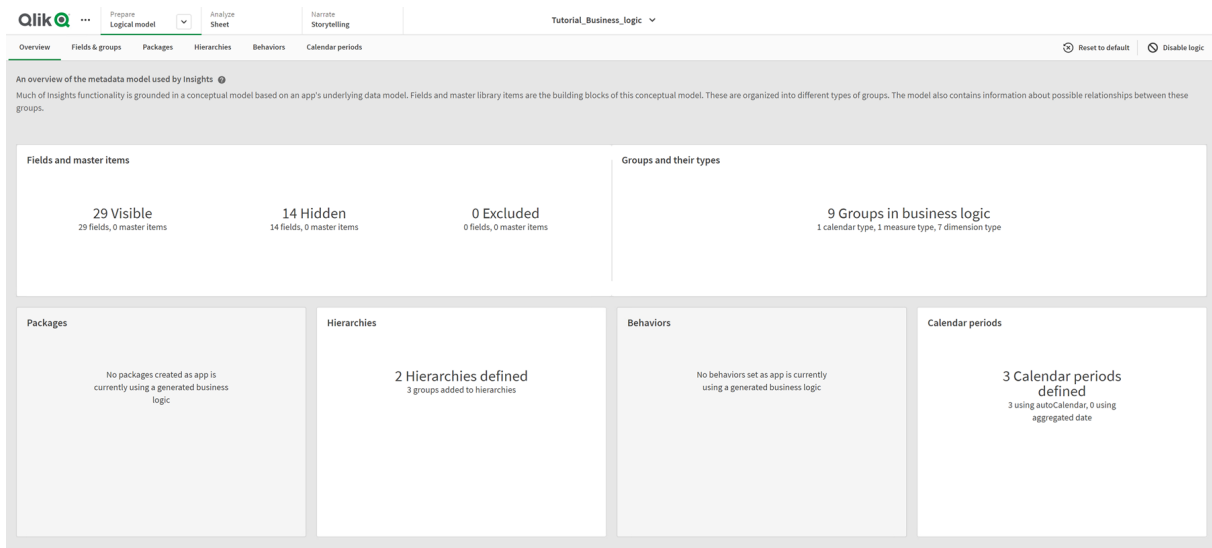 Qlik
Prepare
Logical model
Analyze
Sheet
Narrate
Storytelling
Tutorial_Business_logic
Overview
Fields & groups
Packages
Hierarchies
Behaviors
Calendar periods
Reset to default
Disable logic
An overview of the metadata model used by Insights
Much of Insights functionality is grounded in a conceptual model based on an app's underlying data model. Fields and master library items are the building blocks of this conceptual model. These are organized into different types of groups. The model also contains information about possible relationships between these
groups.
Fields and master items
29 Visible
29 fields, 0 master items
14 Hidden
14 fields, 0 master items
0 Excluded
0 fields, 0 master items
Groups and their types
9 Groups in business logic
1 calendar type, 1 measure type, 7 dimension type
Packages
No packages created as app is
currently using a generated business
logic
Hierarchies
2 Hierarchies defined
3 groups added to hierarchies
Behaviors
No behaviors set as app is currently
using a generated business logic
Calendar periods
3 Calendar periods
defined
3 using autoCalendar, 0 using
aggregated date